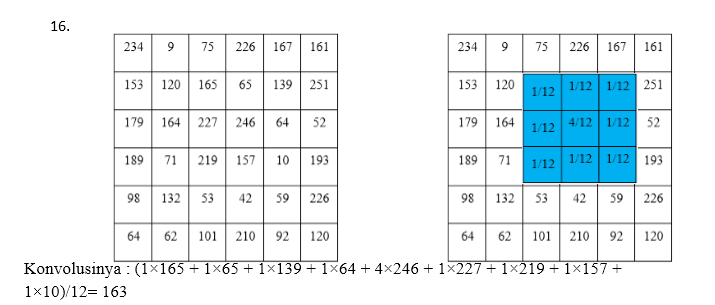 16.
234 9 75 226 167 161
153 120 165 65 139 251
179 164 227 246 64 52
189 71 219 157 10 193
98 132 53 42 59 226
64 62 101 210 92 120
234 9 75 226 167 161
153 120 1/12 1/12 1/12 251
179 164 1/12 4/12 1/12 52
189 71 1/12 1/12 1/12 193
98 132 53 42 59 226
64 62 101 210 92 120
Konvolusinya : (1×165 + 1×65 + 1×139 + 1×64 + 4×246 + 1×227 + 1×219 + 1×157 +
1×10)/12= 163